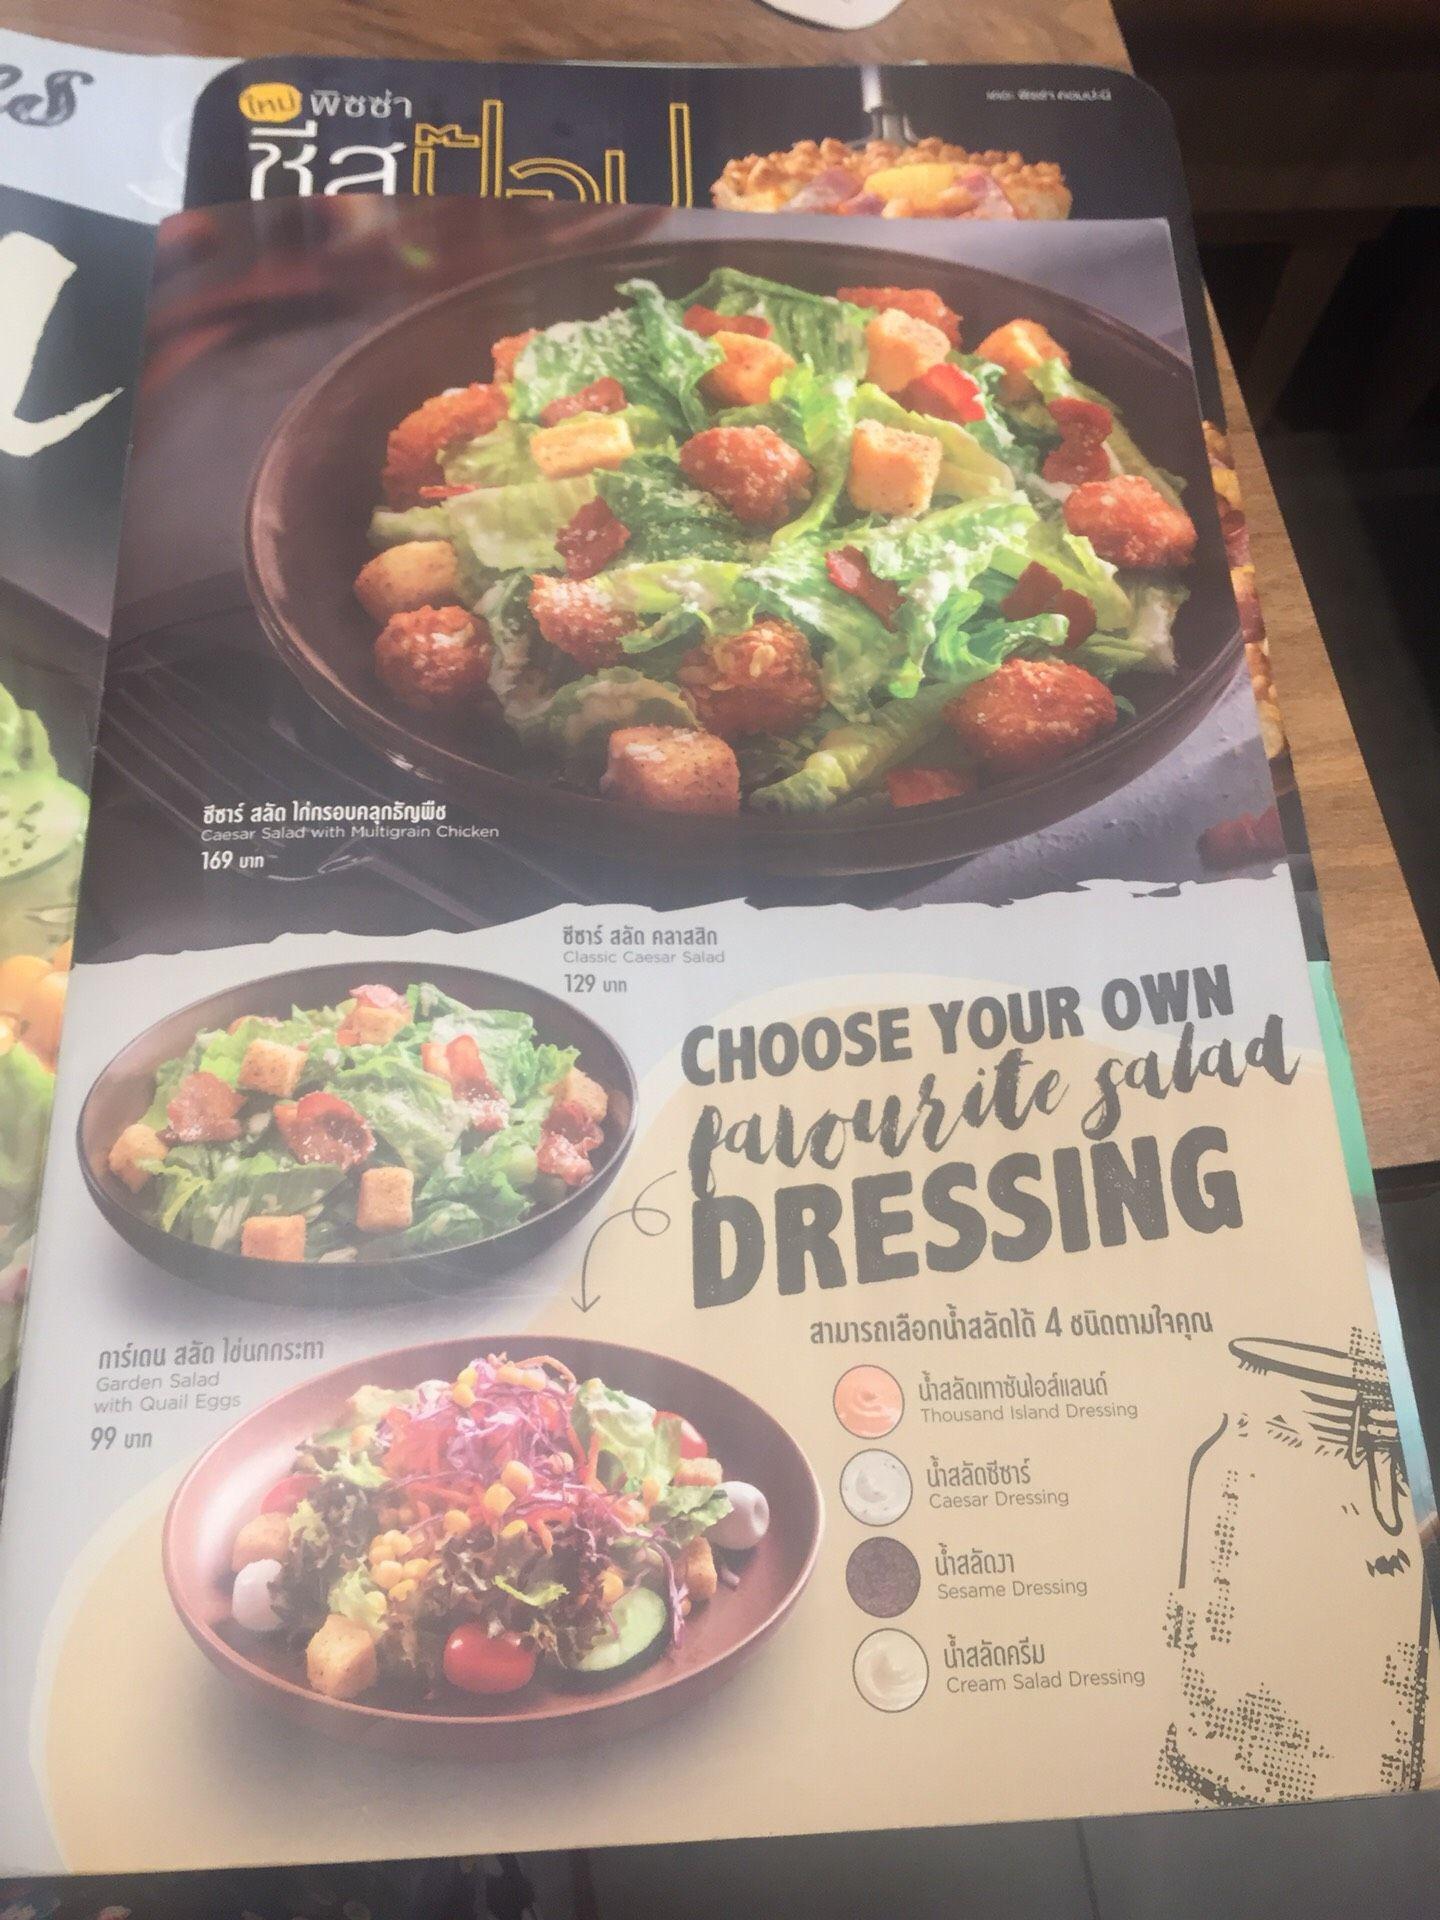 ใหม่ พิซซ่า
เดอะ พิซซ่า คอมปะนี
ชีสป๊อป
ซีซาร์ สลัด ไก่กรอบคลุกธัญพืช
Caesar Salad with Multigrain Chicken
169 บาท
ซีซาร์ สลัด คลาสสิก
Classic Caesar Salad
129 บาท
CHOOSE YOUR OWN
favourite salad
DRESSING
สามารถเลือกน้ำสลัดได้ 4 ชนิดตามใจคุณ
การ์เดน สลัด ไข่นกกระทา
Garden Salad
with Quail Eggs
99 บาท
น้ำสลัดเทาซันไอส์แลนด์
Thousand Island Dressing
น้ำสลัดซีซาร์
Caesar Dressing
น้ำสลัดงา
Sesame Dressing
น้ำสลัดครีม
Cream Salad Dressing